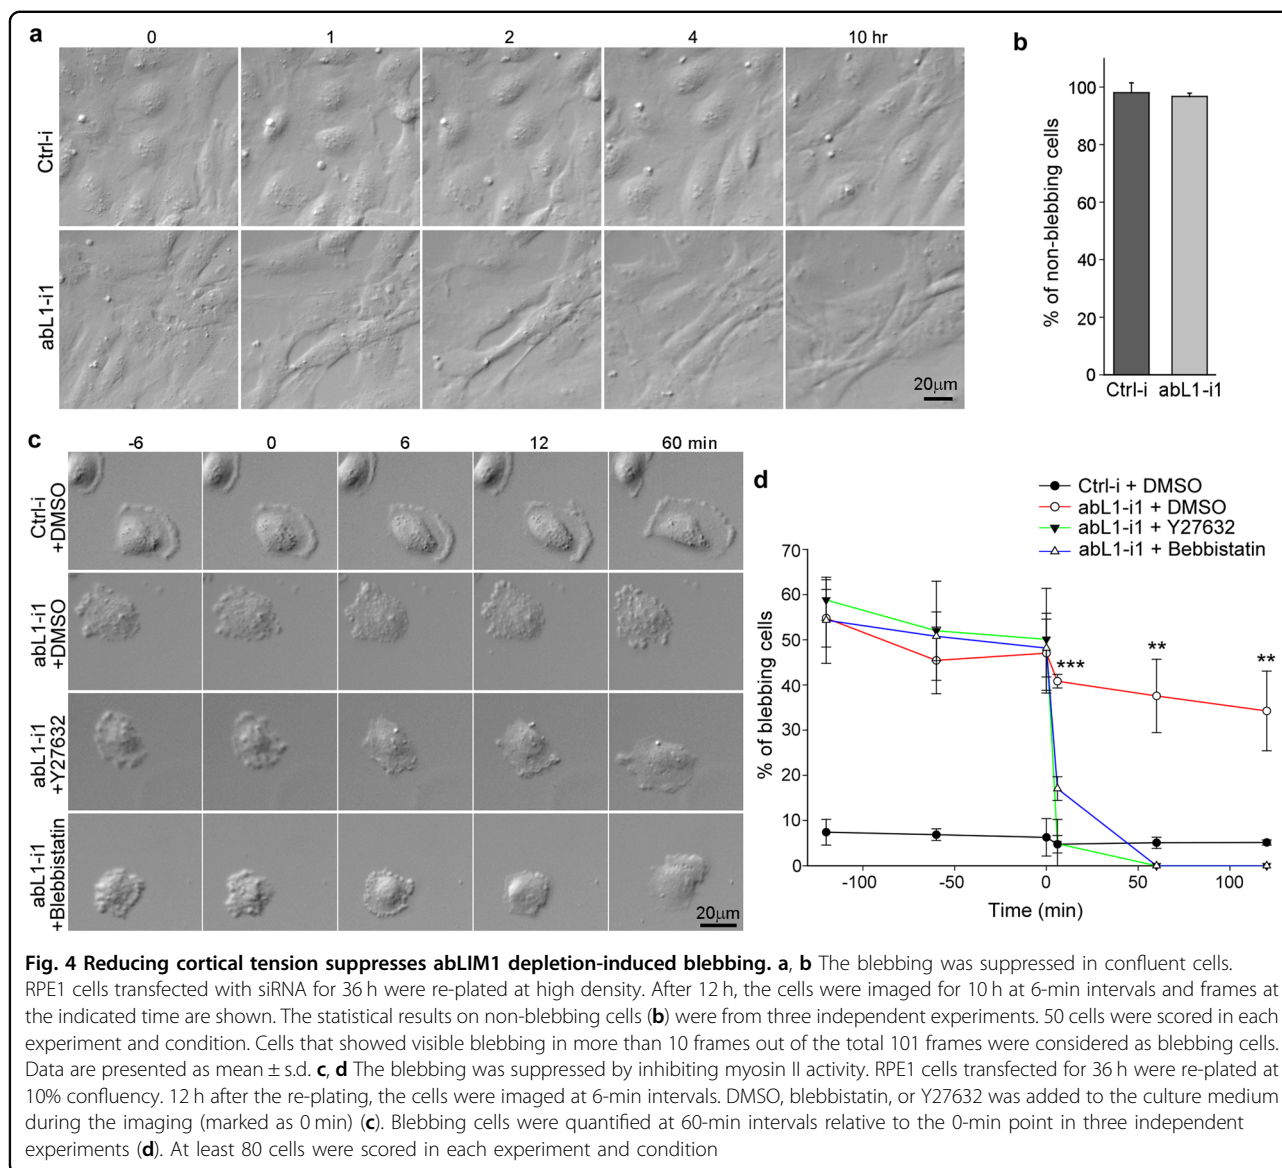 a
0 1 2 4 10 hr
Ctrl-i
abL1-i1
20μm
b
% of non-blebbing cells
100
80
60
40
20
0
Ctrl-i abL1-i1
c
-6 0 6 12 60 min
Ctrl-i
+DMSO
abL1-i1
+DMSO
abL1-i1
+Y27632
abL1-i1
+Blebbistatin
20μm
d
Ctrl-i + DMSO
abL1-i1 + DMSO
abL1-i1 + Y27632
abL1-i1 + Bebbistatin
% of blebbing cells
70
60
50
40
30
20
10
0
*** ** **
-100 -50 0 50 100
Time (min)
Fig. 4 Reducing cortical tension suppresses abLIM1 depletion-induced blebbing. a, b The blebbing was suppressed in confluent cells.
RPE1 cells transfected with siRNA for 36 h were re-plated at high density. After 12 h, the cells were imaged for 10 h at 6-min intervals and frames at
the indicated time are shown. The statistical results on non-blebbing cells (b) were from three independent experiments. 50 cells were scored in each
experiment and condition. Cells that showed visible blebbing in more than 10 frames out of the total 101 frames were considered as blebbing cells.
Data are presented as mean ± s.d. c, d The blebbing was suppressed by inhibiting myosin II activity. RPE1 cells transfected for 36 h were re-plated at
10% confluency. 12 h after the re-plating, the cells were imaged at 6-min intervals. DMSO, blebbistatin, or Y27632 was added to the culture medium
during the imaging (marked as 0 min) (c). Blebbing cells were quantified at 60-min intervals relative to the 0-min point in three independent
experiments (d). At least 80 cells were scored in each experiment and condition